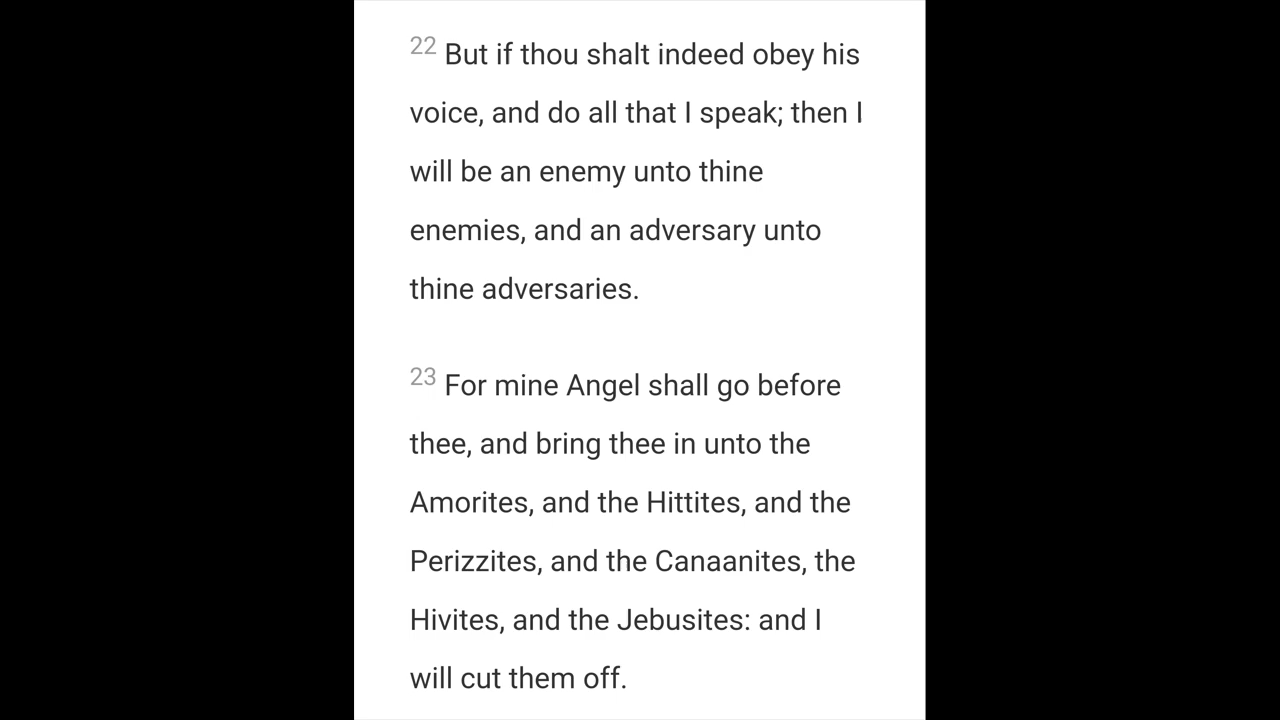 22 But if thou shalt indeed obey his
voice, and do all that I speak; then I
will be an enemy unto thine
enemies, and an adversary unto
thine adversaries.
23 For mine Angel shall go before
thee, and bring thee in unto the
Amorites, and the Hittites, and the
Perizzites, and the Canaanites, the
Hivites, and the Jebusites: and I
will cut them off.